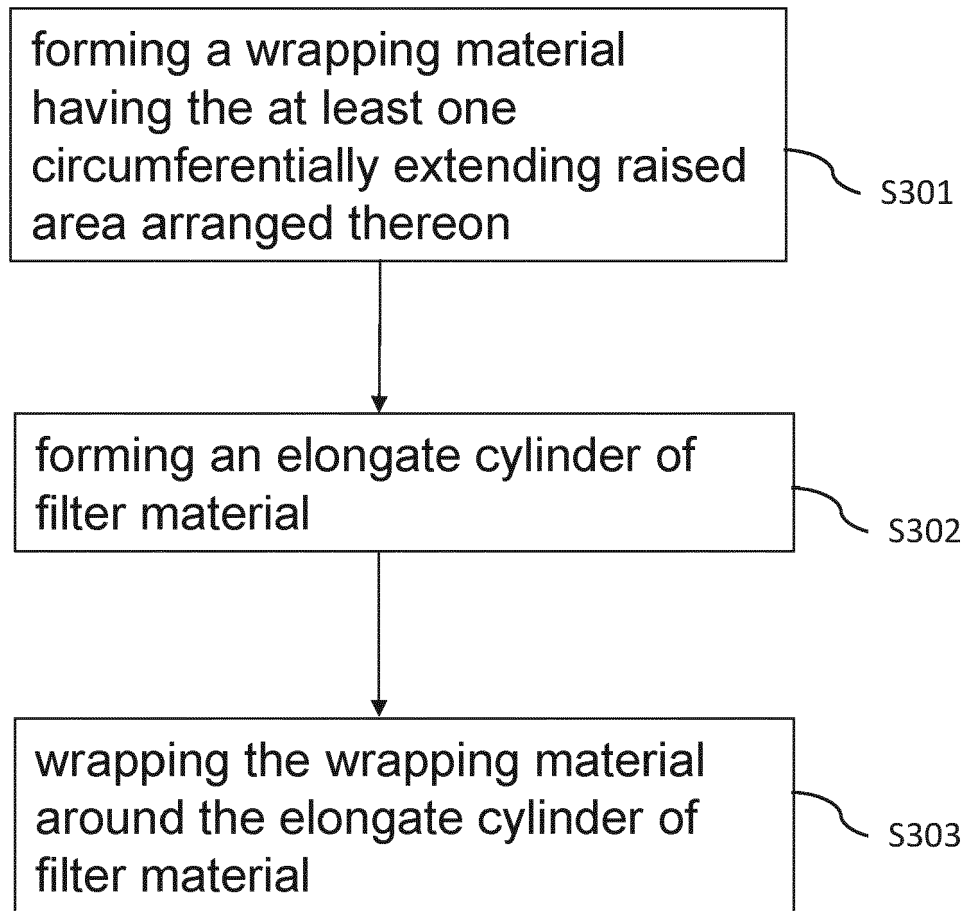 forming a wrapping material
having the at least one
circumferentially extending raised
area arranged thereon
S301
forming an elongate cylinder of
filter material
S302
wrapping the wrapping material
around the elongate cylinder of
filter material
S303